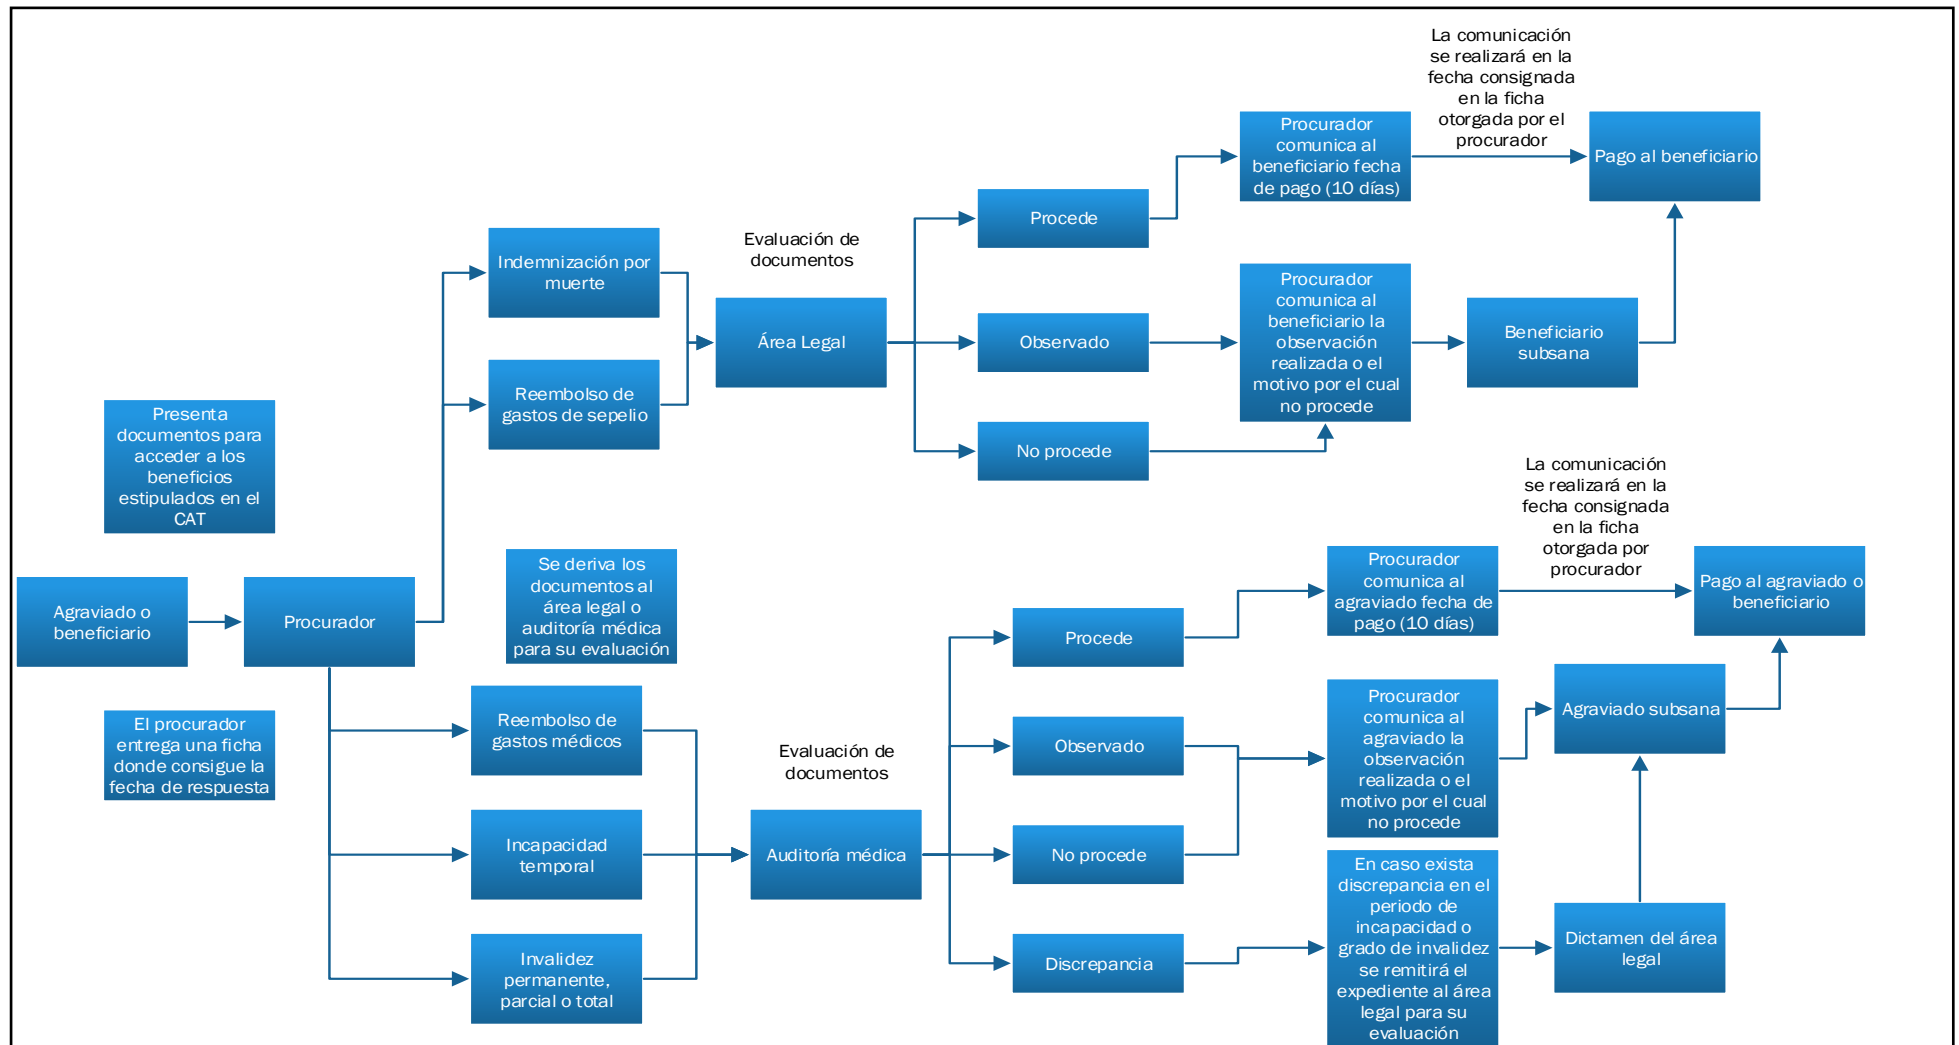 La comunicación
se realizará en la
fecha consignada
en la ficha
otorgada por el
procurador
Procurador
comunica al
beneficiario fecha
de pago (10 días)
Pago al beneficiario
Procede
Indemnización por
muerte
Evaluación de
documentos
Área Legal
Observado
Procurador
comunica al
beneficiario la
observación
realizada o el
motivo por el cual
no procede
Beneficiario
subsana
Reembolso de
gastos de sepelio
No procede
Presenta
documentos para
acceder a los
beneficios
estipulados en el
CAT
La comunicación
se realizará en la
fecha consignada
en la ficha
otorgada por
procurador
Agraviado o
beneficiario
Procurador
Se deriva los
documentos al
área legal o
auditoría médica
para su evaluación
Procede
Procurador
comunica al
agraviado fecha de
pago (10 días)
Pago al agraviado o
beneficiario
El procurador
entrega una ficha
donde consigue la
fecha de respuesta
Reembolso de
gastos médicos
Evaluación de
documentos
Observado
Procurador
comunica al
agraviado la
observación
realizada o el
motivo por el cual
no procede
Agraviado subsana
Incapacidad
temporal
Auditoría médica
No procede
Invalidez
permanente,
parcial o total
Discrepancia
En caso exista
discrepancia en el
periodo de
incapacidad o
grado de invalidez
se remitirá el
expediente al área
legal para su
evaluación
Dictamen del área
legal